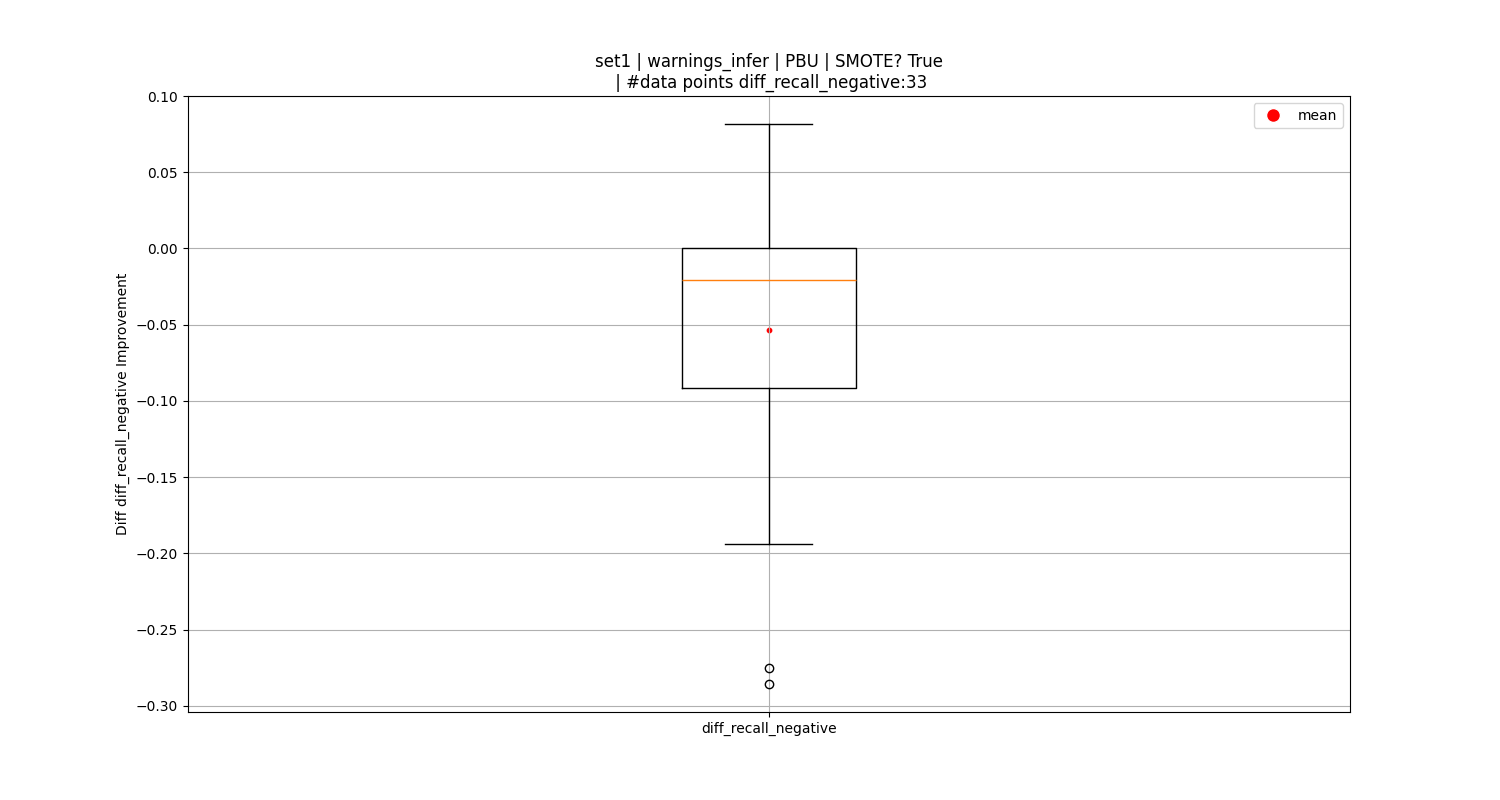 set1 | warnings_infer | PBU | SMOTE? True
| #data points diff_recall_negative:33
mean
0.10
0.05
0.00
−0.05
−0.10
−0.15
−0.20
−0.25
−0.30
Diff diff_recall_negative Improvement
diff_recall_negative